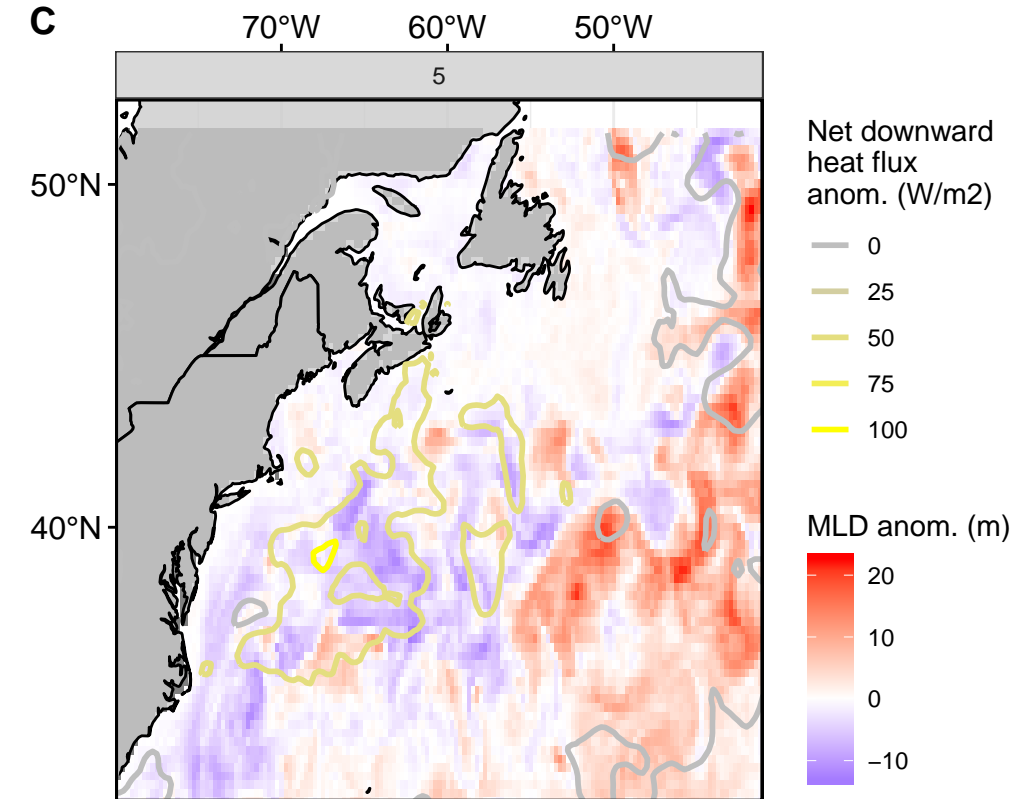 C
70°W 60°W 50°W
5
50°N
40°N
Net downward
heat flux
anom. (W/m2)
0
25
50
75
100
MLD anom. (m)
20
10
0
−10